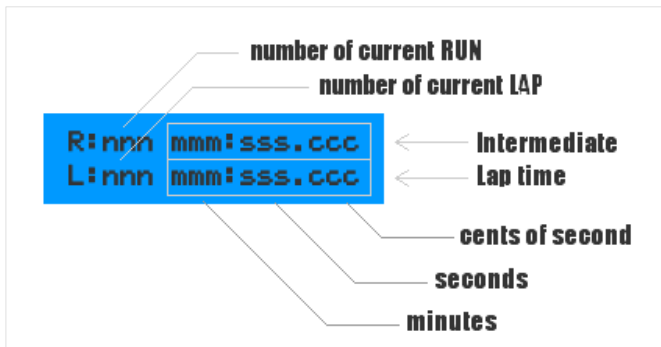 number of current RUN
number of current LAP
R:nnn mmm:sss.ccc Intermediate
L:nnn mmm:sss.ccc Lap time
cents of second
seconds
minutes